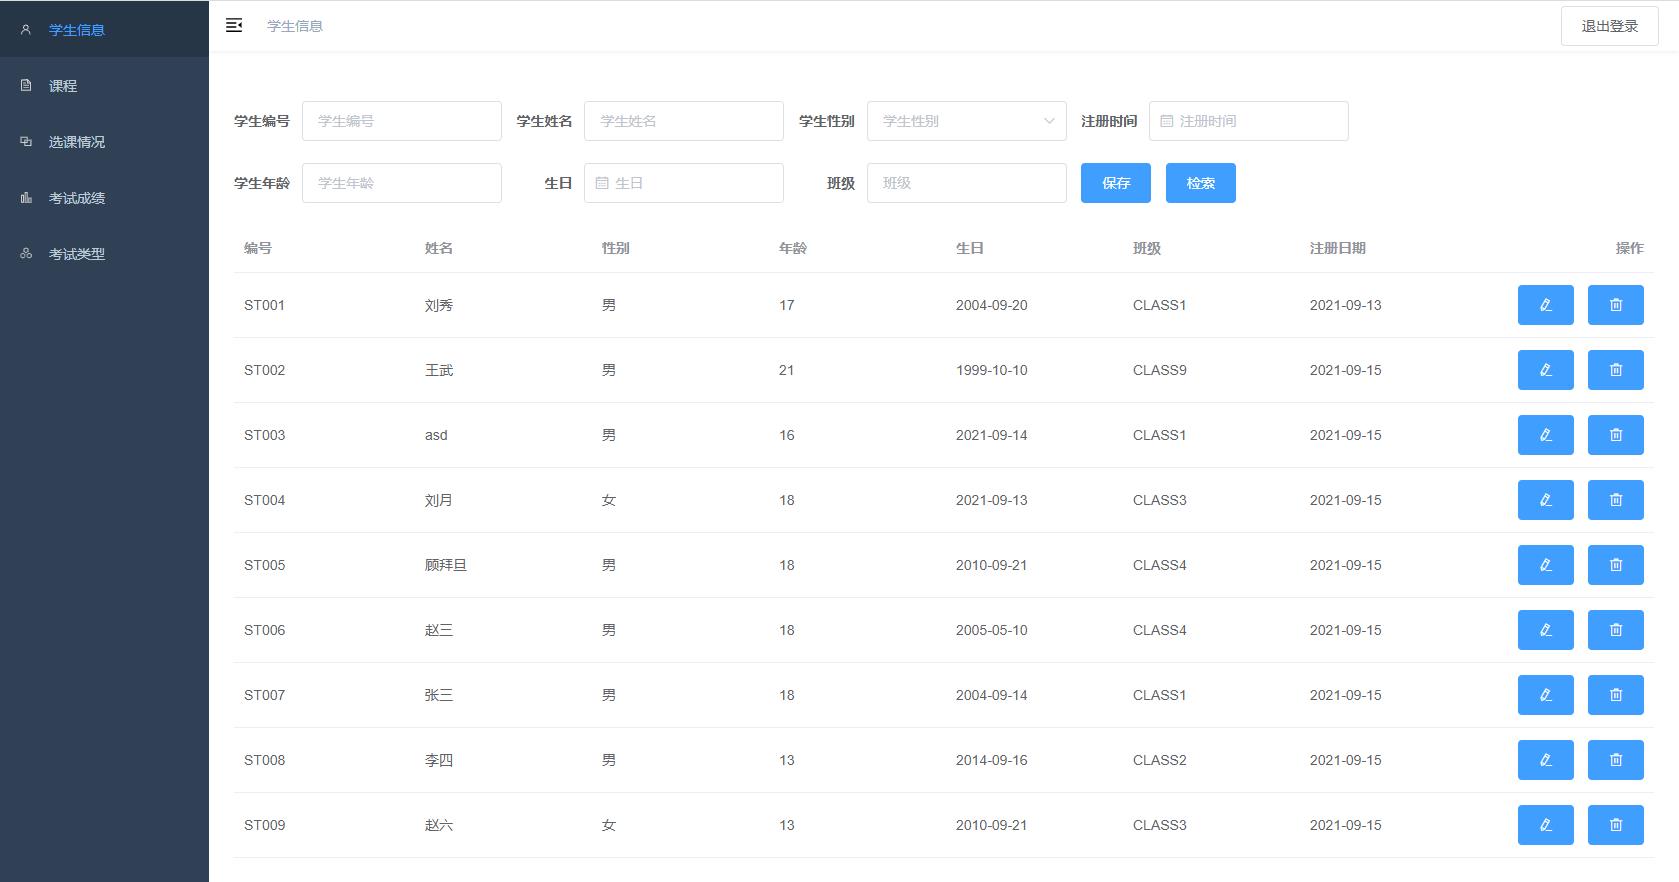 学生信息
课程
选课情况
考试成绩
考试类型
学生信息
退出登录
学生编号 学生编号 学生姓名 学生姓名 学生性别 学生性别 注册时间 注册时间
学生年龄 学生年龄 生日 生日 班级 班级 保存 检索
编号 姓名 性别 年龄 生日 班级 注册日期 操作
ST001 刘秀 男 17 2004-09-20 CLASS1 2021-09-13
ST002 王武 男 21 1999-10-10 CLASS9 2021-09-15
ST003 asd 男 16 2021-09-14 CLASS1 2021-09-15
ST004 刘月 女 18 2021-09-13 CLASS3 2021-09-15
ST005 顾拜旦 男 18 2010-09-21 CLASS4 2021-09-15
ST006 赵三 男 18 2005-05-10 CLASS4 2021-09-15
ST007 张三 男 18 2004-09-14 CLASS1 2021-09-15
ST008 李四 男 13 2014-09-16 CLASS2 2021-09-15
ST009 赵六 女 13 2010-09-21 CLASS3 2021-09-15